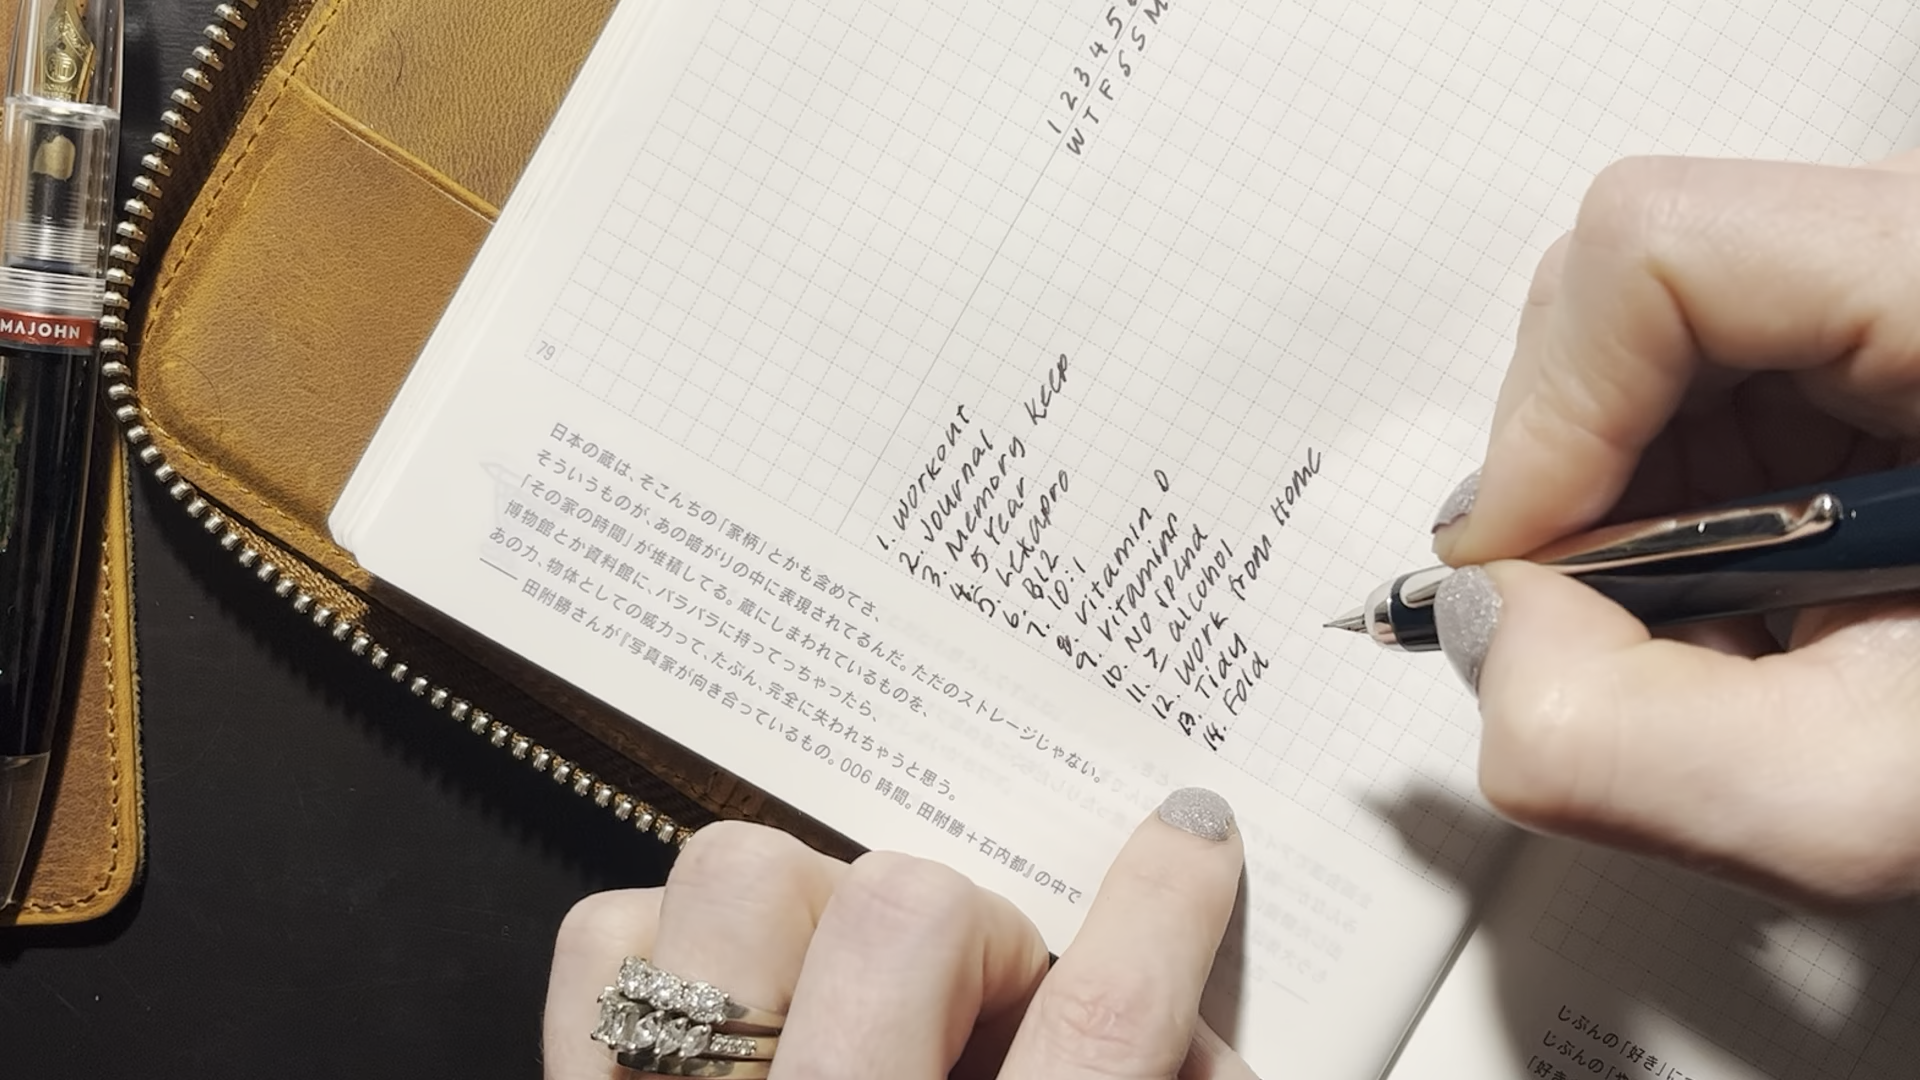 MAJOHN
1 2 3 4 5
W T F S S M
79
1. Workout
2. Journal
3. Memory Keep
4. 5 Year
5. Lexapro
6. B12
7. 10:1
8. Vitamin D
9. Vitamins
10. No Spend
11. alcohol
12. Work from Home
13. Tidy
14. Fold
日本の蔵は、そこんちの「家柄」とかも含めてさ、
そういうものが、あの暗がりの中に表現されてるんだ。ただのストレージじゃない。
「その家の時間」が堆積してる。蔵にしまわれているものを、
博物館とか資料館に、バラバラに持ってっちゃったら、
あの力、物体としての威力って、たぶん、完全に失われちゃうと思う。
── 田附勝さんが『写真家が向き合っているもの。006 時間。田附勝+石内都』の中で
じぶんの「好き」に
じぶんの「や
「好き